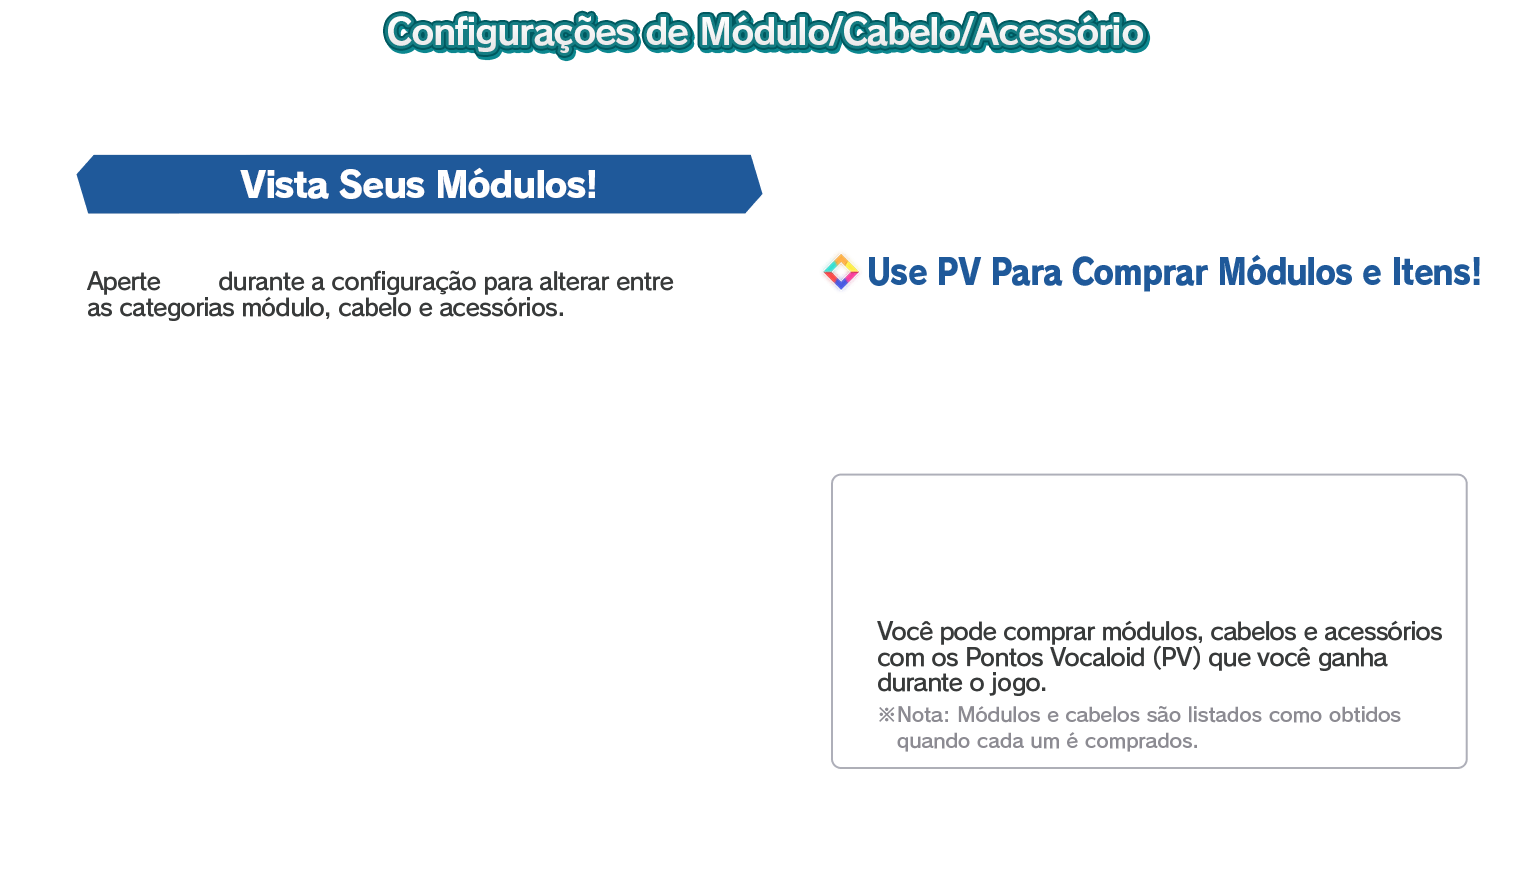 Configurações de Módulo/Cabelo/Acessório
Vista Seus Módulos!
Aperte durante a configuração para alterar entre
as categorias módulo, cabelo e acessórios.
Use PV Para Comprar Módulos e Itens!
Você pode comprar módulos, cabelos e acessórios
com os Pontos Vocaloid (PV) que você ganha
durante o jogo.
※Nota: Módulos e cabelos são listados como obtidos
quando cada um é comprados.